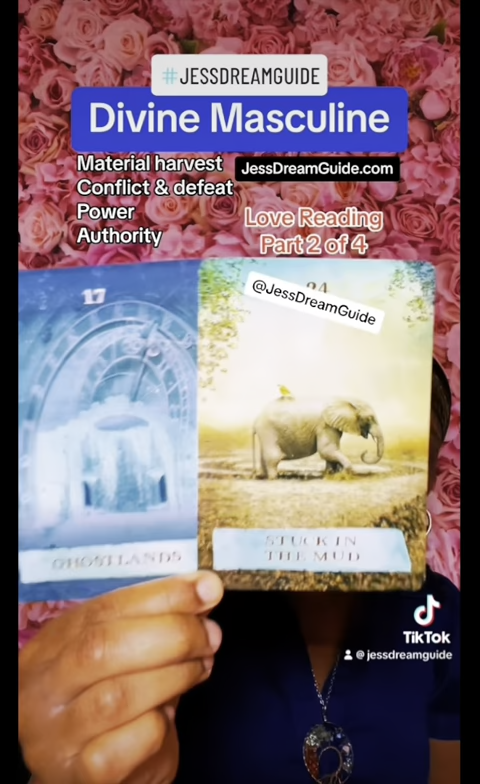 #JESSDREAMGUIDE
Divine Masculine
Material harvest
Conflict & defeat
Power
Authority
JessDreamGuide.com
Love Reading
Part 2 of 4
@JessDreamGuide
17
24
GHOSTLANDS
STUCK IN
THE MUD
TikTok
@jessdreamguide